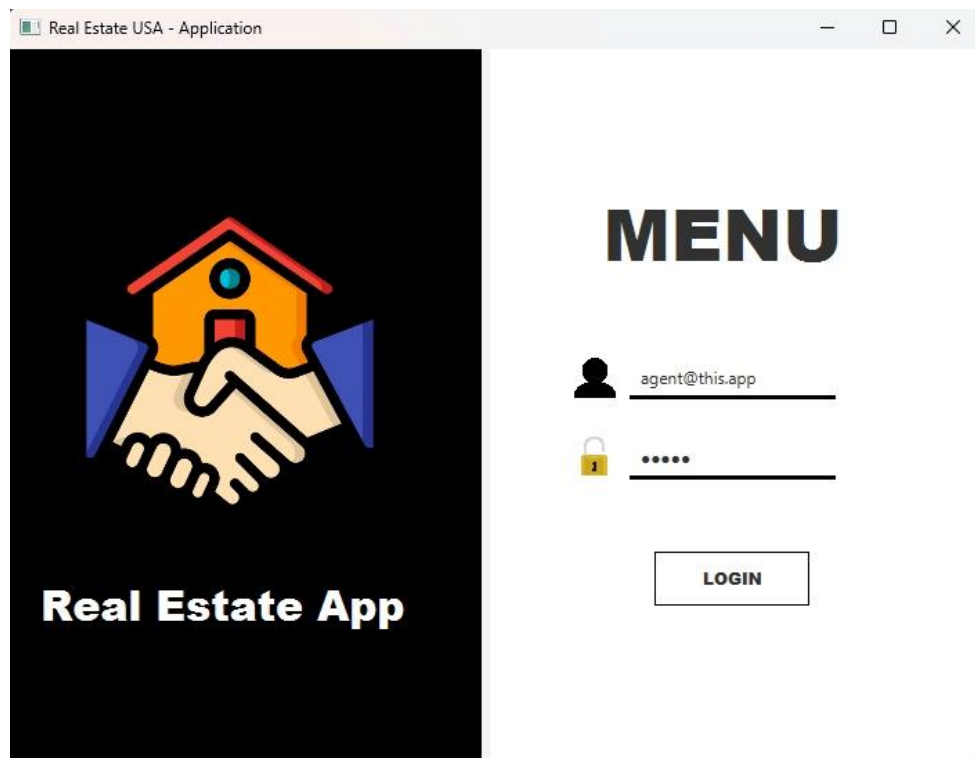 Real Estate USA - Application
MENU
agent@this.app
•••••
LOGIN
Real Estate App